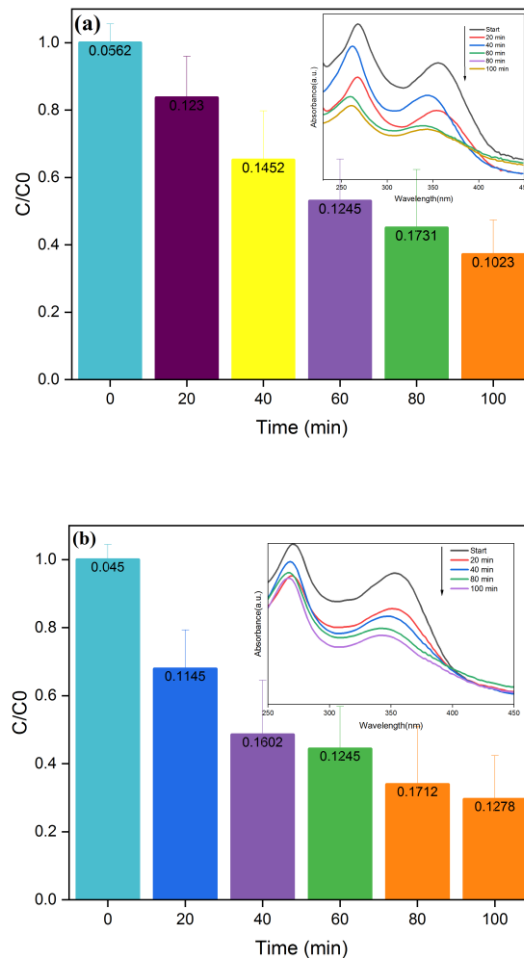 (a)
C/C0
1.0
0.8
0.6
0.4
0.2
0.0
0.0562
0.123
0.1452
0.1245
0.1731
0.1023
0
20
40
60
80
100
Time (min)
Absorbance(a.u.)
Start
20 min
40 min
60 min
80 min
100 min
250
300
350
400
450
Wavelength(nm)
(b)
C/C0
1.0
0.8
0.6
0.4
0.2
0.0
0.045
0.1145
0.1602
0.1245
0.1712
0.1278
0
20
40
60
80
100
Time (min)
Absorbance(a.u.)
Start
20 min
40 min
80 min
100 min
250
300
350
400
450
Wavelength(nm)